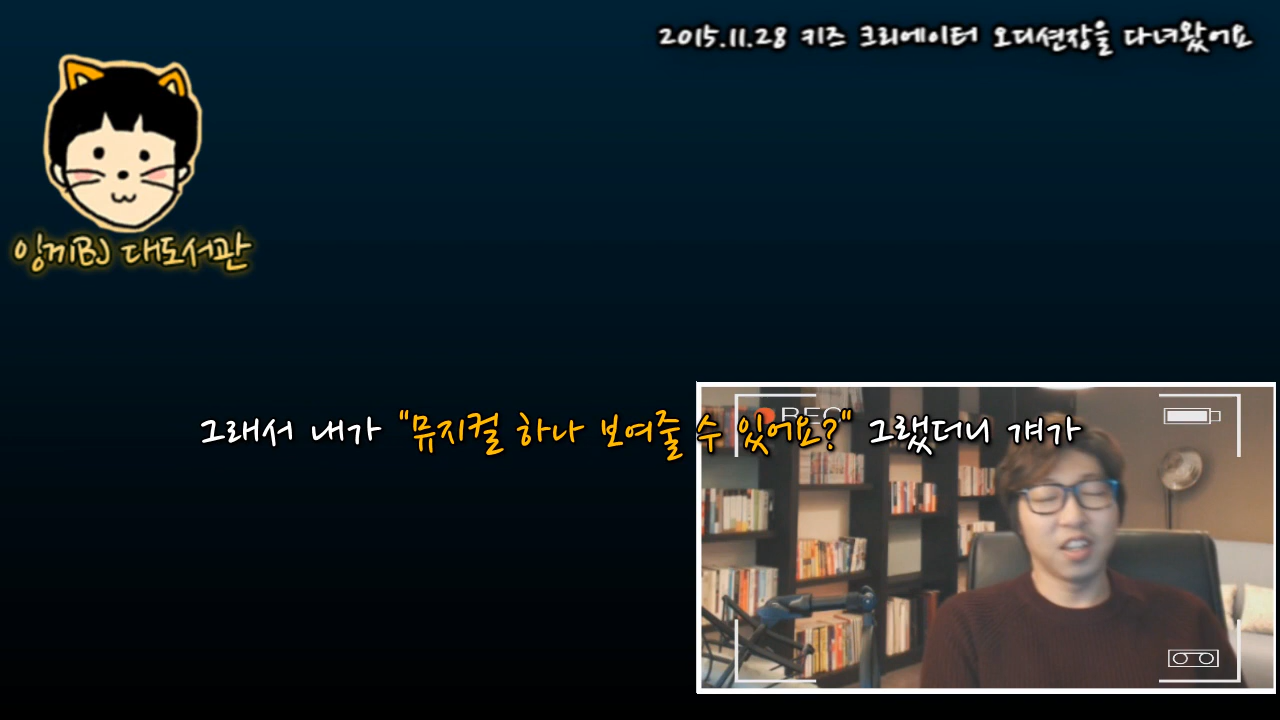 2015.11.28 키즈 크리에이터 오디션장을 다녀왔어요
잉끼BJ 대도서관
REC
그래서 내가 "뮤지컬 하나 보여줄 수 있어요?" 그랬더니 걔가